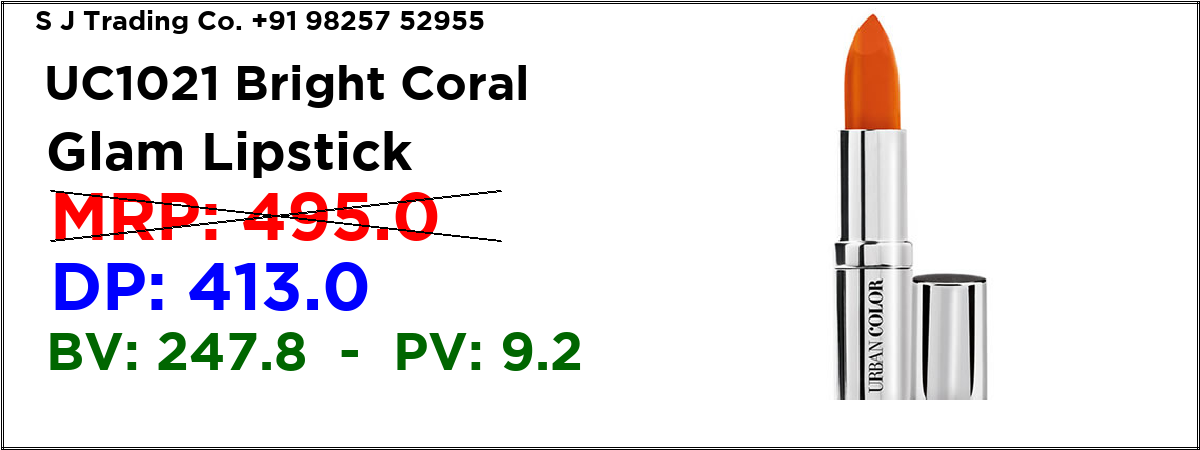 S J Trading Co. +91 98257 52955
UC1021 Bright Coral
Glam Lipstick
MRP: 495.0
DP: 413.0
BV: 247.8 - PV: 9.2
URBAN COLOR